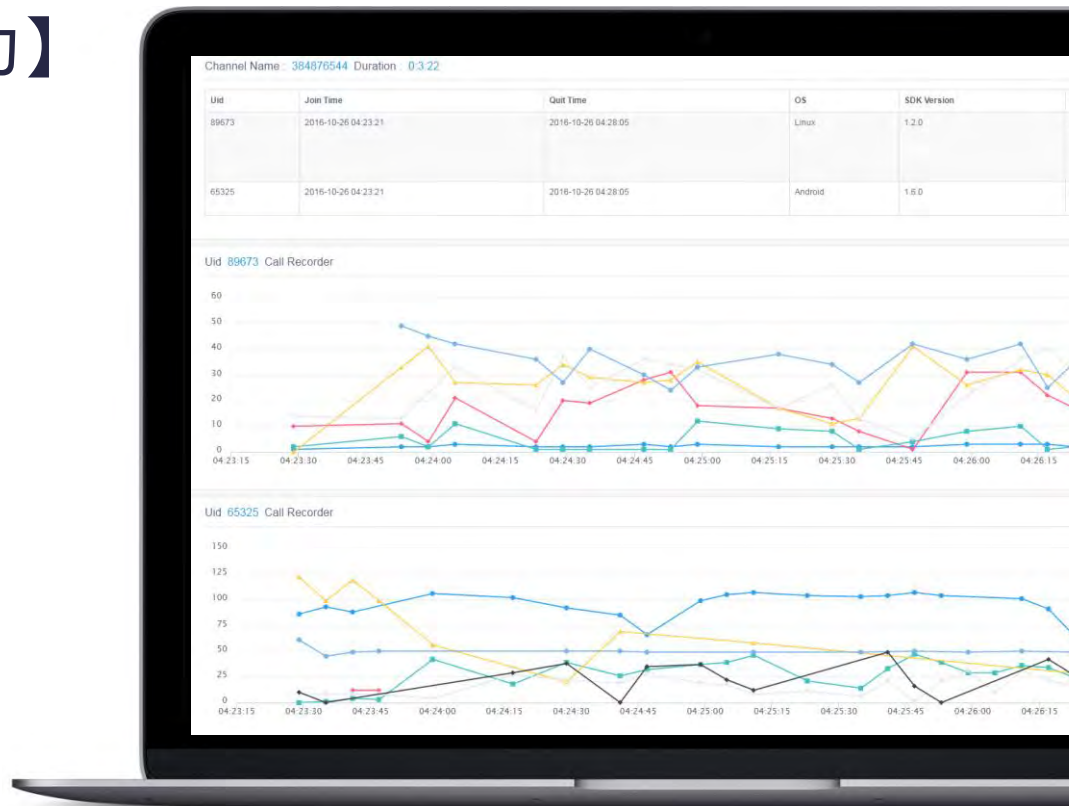 】
Channel Name : 384876544 Duration : 0:3:22
Uid Join Time Quit Time OS SDK Version
89673 2016-10-26 04:23:21 2016-10-26 04:28:05 Linux 1.2.0
65325 2016-10-26 04:23:21 2016-10-26 04:28:05 Android 1.6.0
Uid 89673 Call Recorder
60
50
40
30
20
10
0
04:23:15 04:23:30 04:23:45 04:24:00 04:24:15 04:24:30 04:24:45 04:25:00 04:25:15 04:25:30 04:25:45 04:26:00 04:26:15
Uid 65325 Call Recorder
150
125
100
75
50
25
0
04:23:15 04:23:30 04:23:45 04:24:00 04:24:15 04:24:30 04:24:45 04:25:00 04:25:15 04:25:30 04:25:45 04:26:00 04:26:15